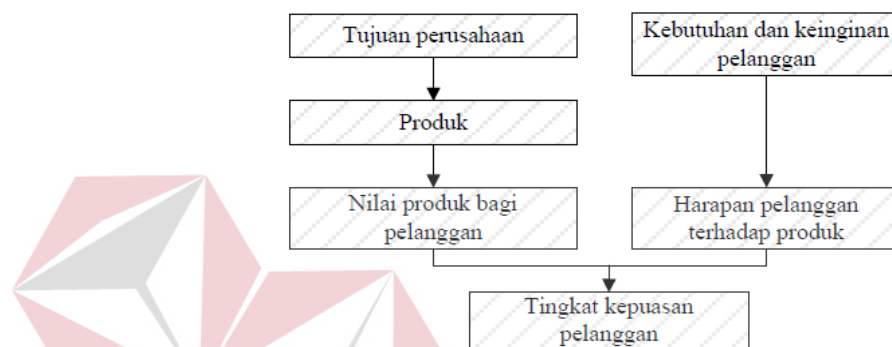 Tujuan perusahaan
Kebutuhan dan keinginan
pelanggan
Produk
Nilai produk bagi
pelanggan
Harapan pelanggan
terhadap produk
Tingkat kepuasan
pelanggan